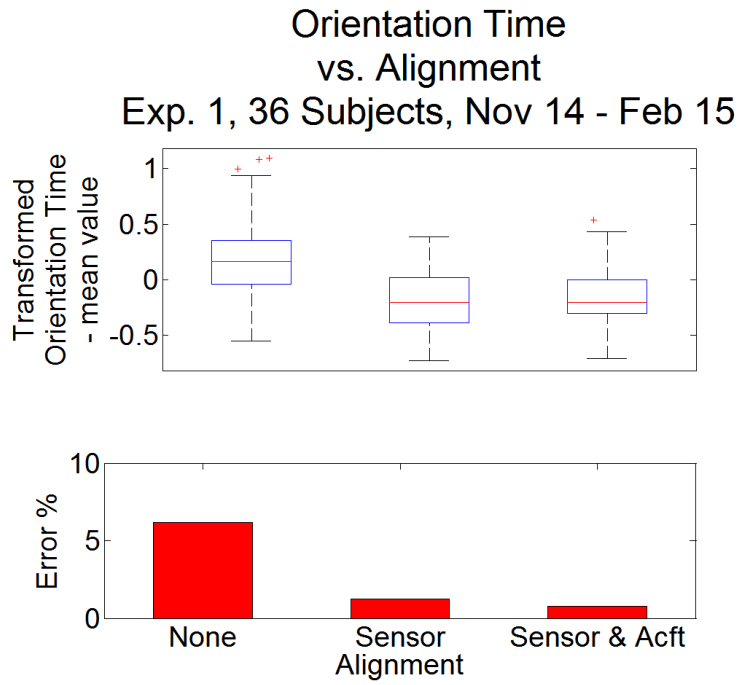 Orientation Time
vs. Alignment
Exp. 1, 36 Subjects, Nov 14 - Feb 15
Transformed
Orientation Time
- mean value
1
0.5
0
-0.5
Error %
10
5
0
None
Sensor
Sensor & Acft
Alignment